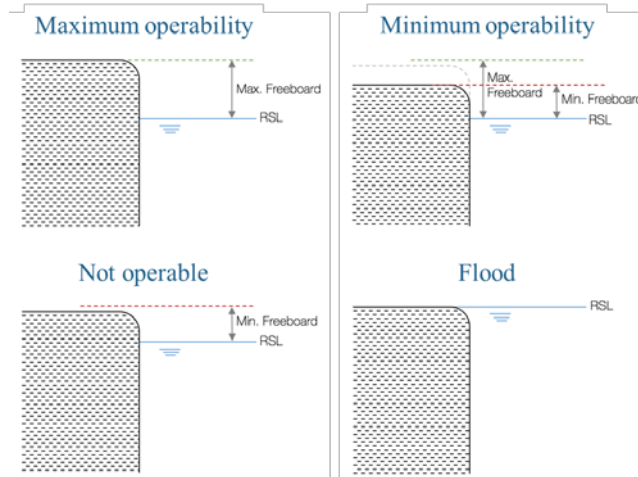 Maximum operability
Max. Freeboard
RSL
Minimum operability
Max.
Freeboard
Min. Freeboard
RSL
Not operable
Min. Freeboard
RSL
Flood
RSL